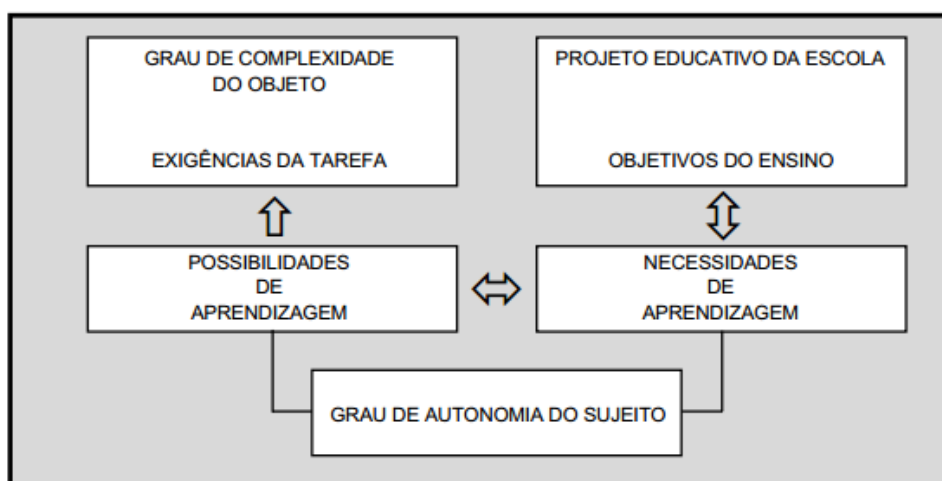 GRAU DE COMPLEXIDADE
DO OBJETO
EXIGÊNCIAS DA TAREFA
PROJETO EDUCATIVO DA ESCOLA
OBJETIVOS DO ENSINO
POSSIBILIDADES
DE
APRENDIZAGEM
NECESSIDADES
DE
APRENDIZAGEM
GRAU DE AUTONOMIA DO SUJEITO